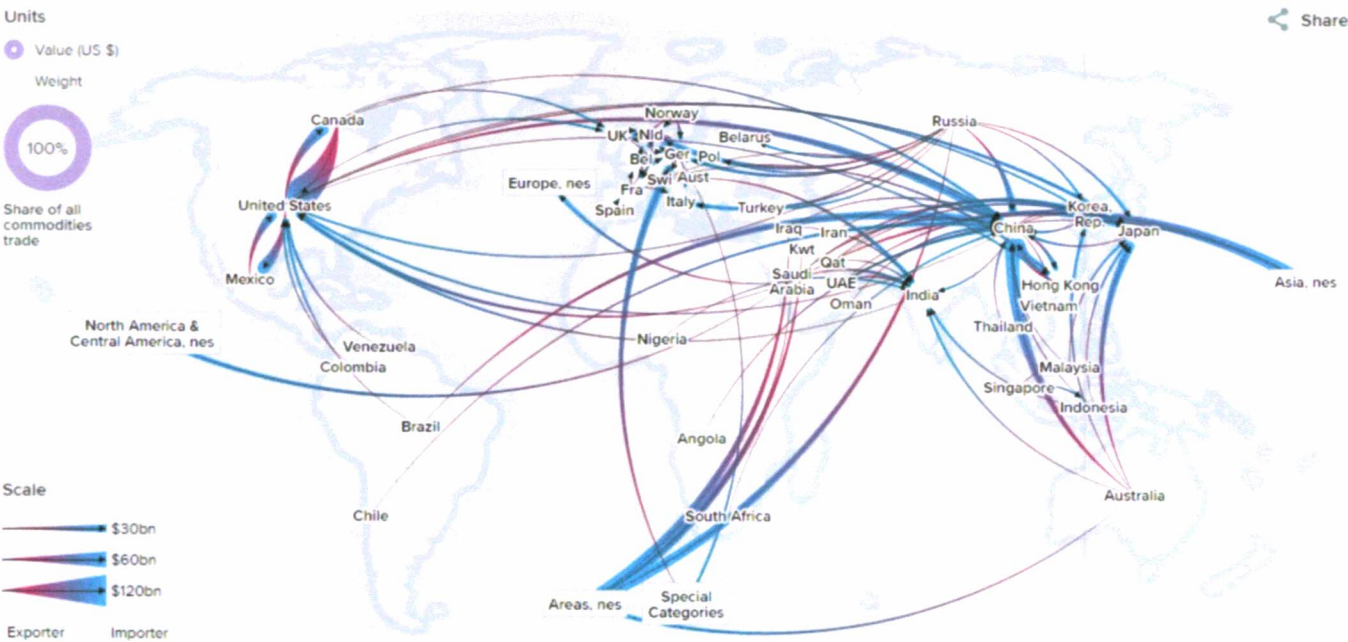 Units
Share
Value (US $)
Weight
100%
Share of all
commodities
trade
Canada
Norway
Russia
UK
Nld
Belarus
Bel
Ger
Pol
Europe, nes
Swi
Aust
Fra
United States
Spain
Italy
Turkey
Korea,
Rep.
Iraq
Iran
China
Japan
Kwt
Qat
Mexico
Saudi
Arabia
UAE
Hong Kong
Asia, nes
Oman
India
Vietnam
North America &
Central America, nes
Thailand
Nigeria
Venezuela
Colombia
Malaysia
Singapore
Indonesia
Brazil
Angola
Scale
Australia
Chile
South Africa
$30bn
$60bn
$120bn
Areas, nes
Special
Categories
Exporter
Importer